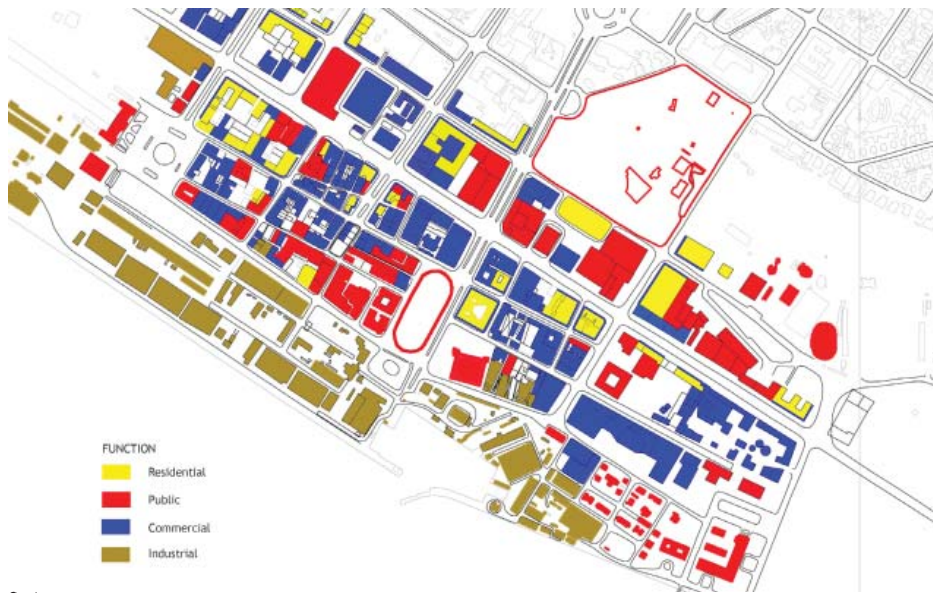 FUNCTION
Residential
Public
Commercial
Industrial